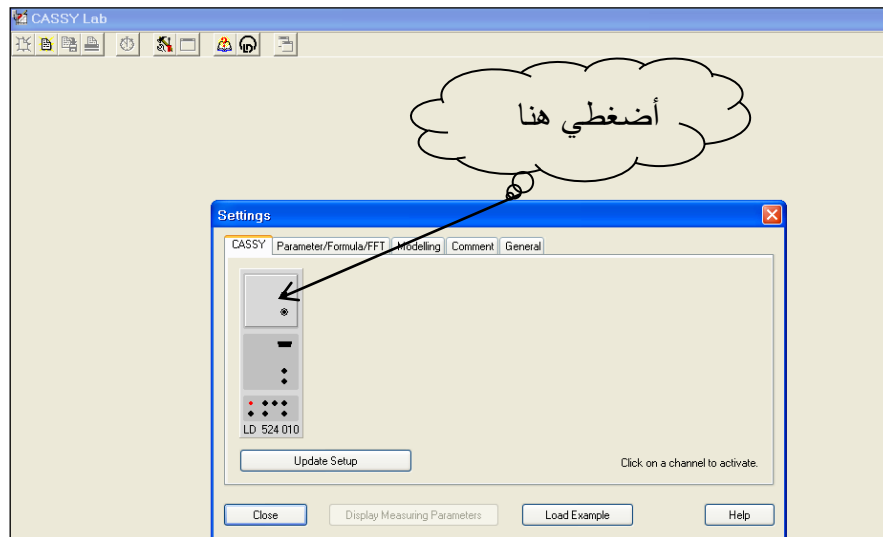 CASSY Lab
أضغطي هنا
Settings
CASSY Parameter/Formula/FFT Modelling Comment General
LD 524 010
Update Setup Click on a channel to activate.
Close Display Measuring Parameters Load Example Help